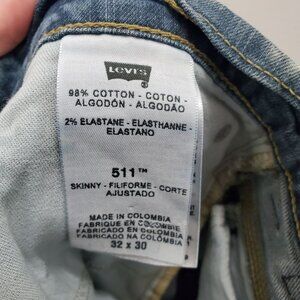 Levi's
®
98% COTTON - COTON -
ALGODÓN - ALGODÃO
2% ELASTANE - ELASTHANNE -
ELASTANO
511™
SKINNY - FILIFORME - CORTE
AJUSTADO
MADE IN COLOMBIA
FABRIQUE EN COLOMBIE
FABRICADO EN COLOMBIA
FABRICADO NA COLOMBIA
32 x 30